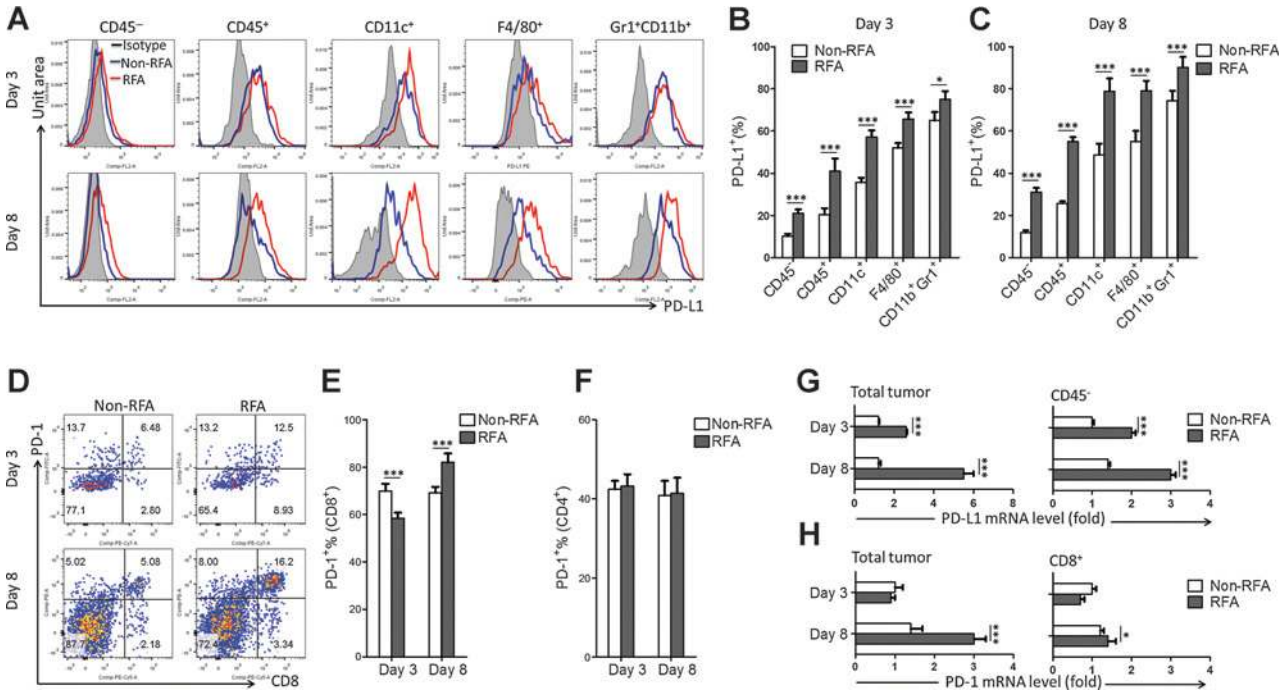 A
CD45⁻
CD45⁺
CD11c⁺
F4/80⁺
Gr1⁺CD11b⁺
Isotype
Non-RFA
RFA
Day 3
Day 8
Unit area
PD-L1
B
Day 3
Non-RFA
RFA
PD-L1⁺(%)
100
80
60
40
20
0
***
***
***
***
*
CD45⁻
CD45⁺
CD11c⁺
F4/80⁺
CD11b⁺Gr1⁺
C
Day 8
Non-RFA
RFA
PD-L1⁺(%)
100
80
60
40
20
0
***
***
***
***
***
CD45⁻
CD45⁺
CD11c⁺
F4/80⁺
CD11b⁺Gr1⁺
D
Non-RFA
RFA
PD-1
Day 3
13.7 6.48
77.1 2.80
13.2 12.5
65.4 8.93
Day 8
5.02 5.08
87.7 2.18
8.00 16.2
72.4 3.34
CD8
E
Non-RFA
RFA
PD-1⁺% (CD8⁺)
100
80
60
40
20
0
***
***
Day 3 Day 8
F
Non-RFA
RFA
PD-1⁺% (CD4⁺)
60
40
20
0
Day 3 Day 8
G
Total tumor
CD45⁻
Day 3
Day 8
***
***
***
***
Non-RFA
RFA
0 2 4 6 8
0 1 2 3 4
PD-L1 mRNA level (fold)
H
Total tumor
CD8⁺
Day 3
Day 8
***
*
Non-RFA
RFA
0 1 2 3 4
0 1 2 3 4
PD-1 mRNA level (fold)